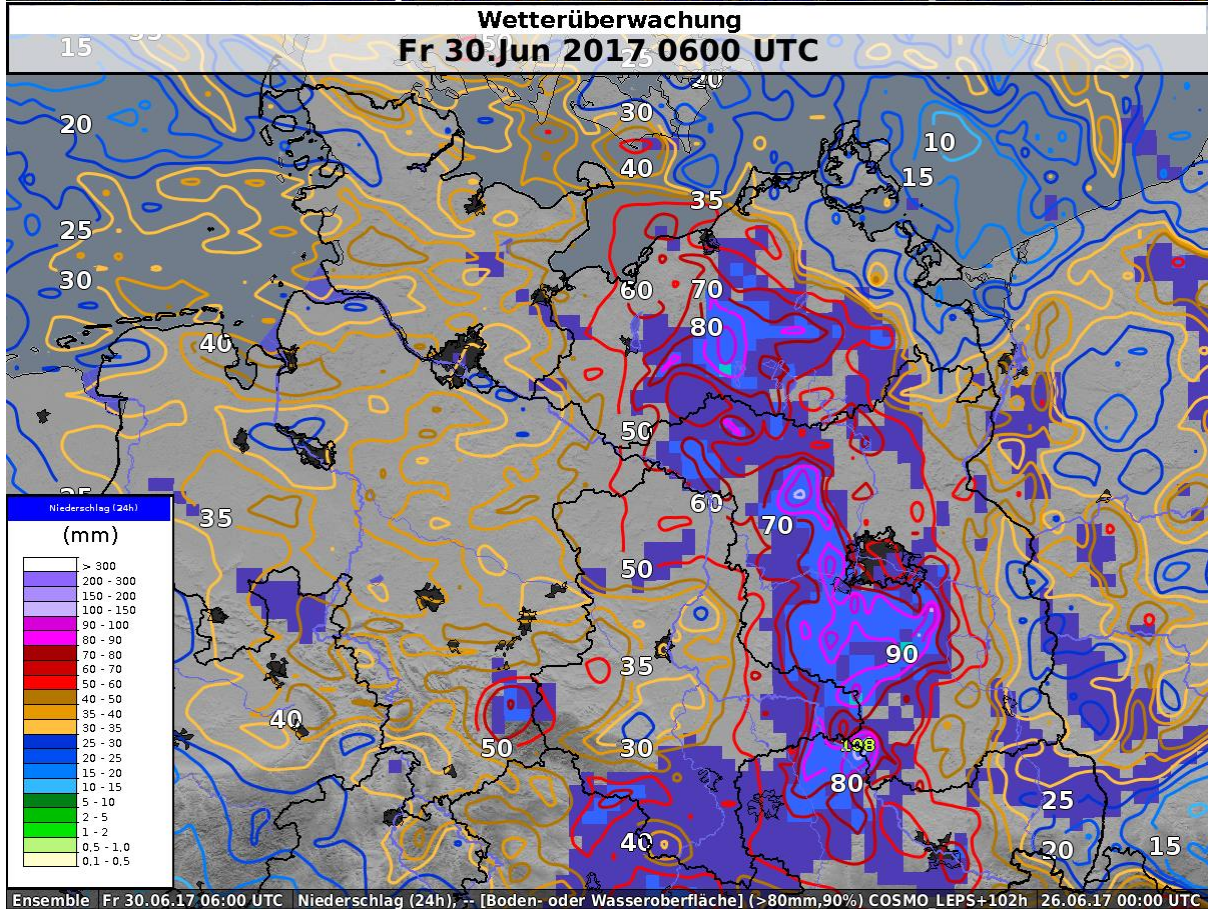 Wetterüberwachung
Fr 30.Jun 2017 0600 UTC
15
25
20
20
30
10
40
15
35
25
30
60
70
40
80
50
60
35
70
50
35
90
40
50
30
108
80
25
40
20
15
Niederschlag (24h)
(mm)
> 300
200 - 300
150 - 200
100 - 150
90 - 100
80 - 90
70 - 80
60 - 70
50 - 60
40 - 50
35 - 40
30 - 35
25 - 30
20 - 25
15 - 20
10 - 15
5 - 10
2 - 5
1 - 2
0,5 - 1,0
0,1 - 0,5
Ensemble Fr 30.06.17 06:00 UTC Niederschlag (24h), -- [Boden- oder Wasseroberfläche] (>80mm,90%) COSMO_LEPS+102h 26.06.17 00:00 UTC